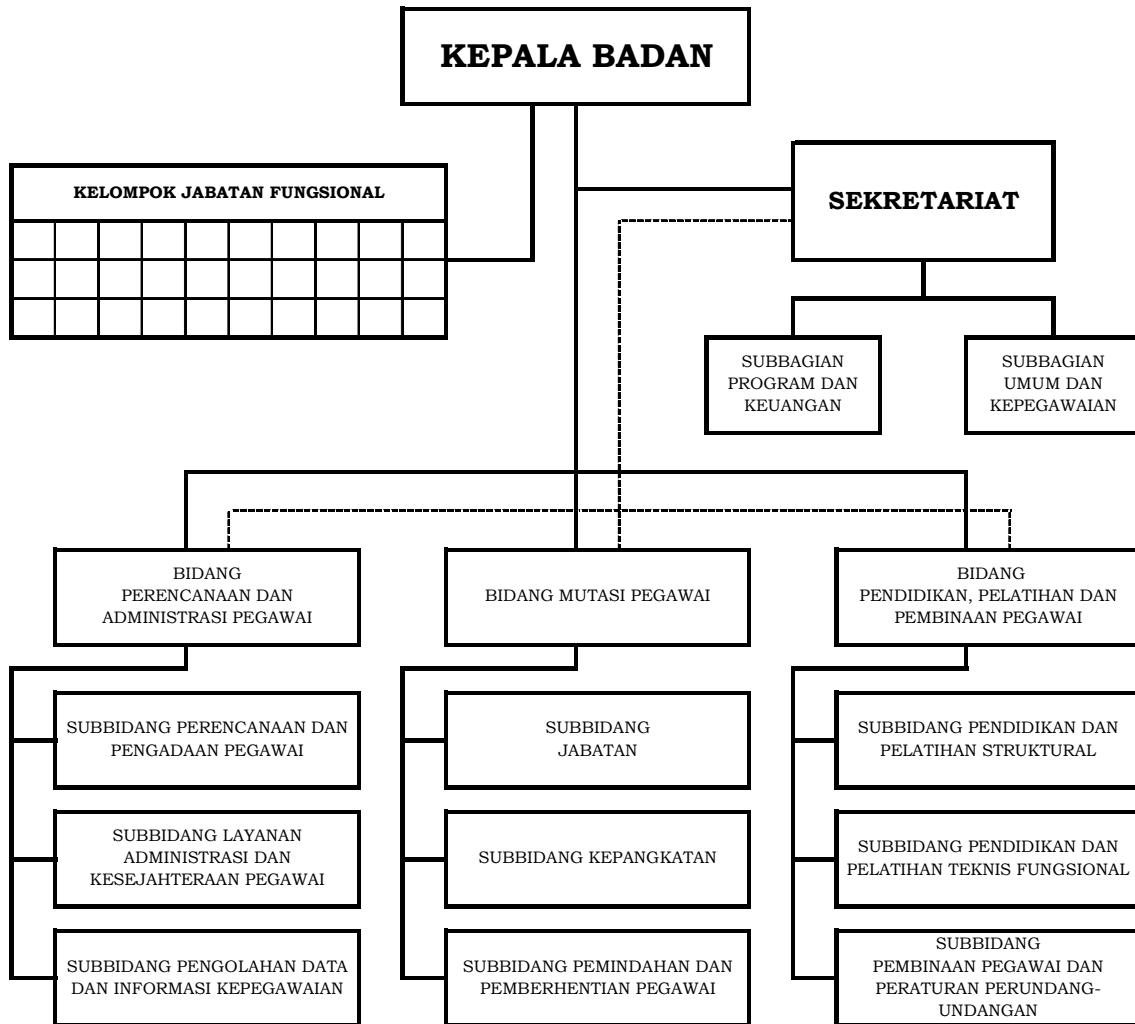 KEPALA BADAN
KELOMPOK JABATAN FUNGSIONAL
SEKRETARIAT
SUBBAGIAN
PROGRAM DAN
KEUANGAN
SUBBAGIAN
UMUM DAN
KEPEGAWAIAN
BIDANG
PERENCANAAN DAN
ADMINISTRASI PEGAWAI
BIDANG MUTASI PEGAWAI
BIDANG
PENDIDIKAN, PELATIHAN DAN
PEMBINAAN PEGAWAI
SUBBIDANG PERENCANAAN DAN
PENGADAAN PEGAWAI
SUBBIDANG
JABATAN
SUBBIDANG PENDIDIKAN DAN
PELATIHAN STRUKTURAL
SUBBIDANG LAYANAN
ADMINISTRASI DAN
KESEJAHTERAAN PEGAWAI
SUBBIDANG KEPANGKATAN
SUBBIDANG PENDIDIKAN DAN
PELATIHAN TEKNIS FUNGSIONAL
SUBBIDANG PENGOLAHAN DATA
DAN INFORMASI KEPEGAWAIAN
SUBBIDANG PEMINDAHAN DAN
PEMBERHENTIAN PEGAWAI
SUBBIDANG
PEMBINAAN PEGAWAI DAN
PERATURAN PERUNDANG-
UNDANGAN